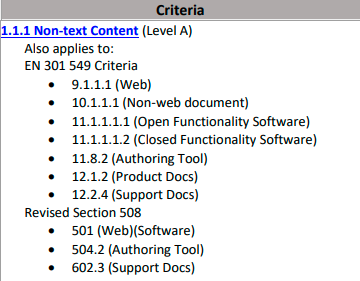 Criteria
1.1.1 Non-text Content (Level A)
Also applies to:
EN 301 549 Criteria
• 9.1.1.1 (Web)
• 10.1.1.1 (Non-web document)
• 11.1.1.1.1 (Open Functionality Software)
• 11.1.1.1.2 (Closed Functionality Software)
• 11.8.2 (Authoring Tool)
• 12.1.2 (Product Docs)
• 12.2.4 (Support Docs)
Revised Section 508
• 501 (Web)(Software)
• 504.2 (Authoring Tool)
• 602.3 (Support Docs)